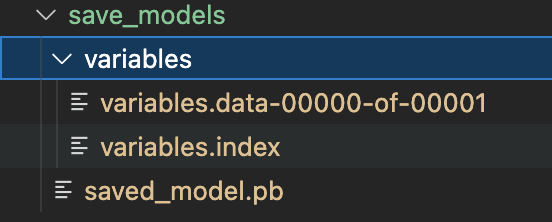 save_models
variables
variables.data-00000-of-00001
variables.index
saved_model.pb